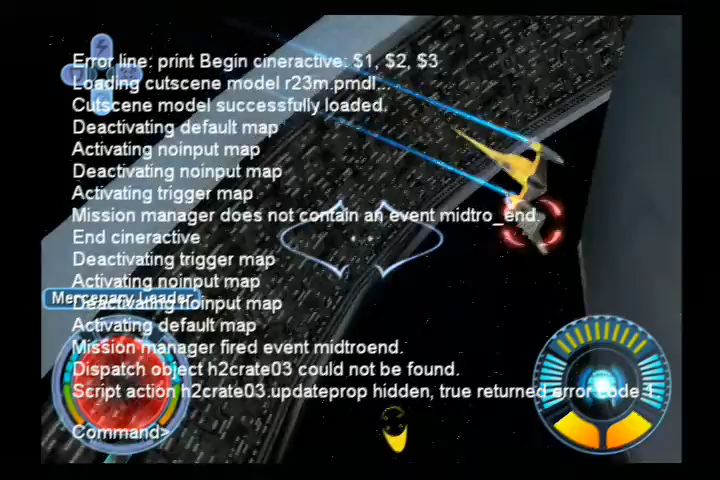 Error line: print Begin cineractive: $1, $2, $3
Loading cutscene model r23m.pmdl...
Cutscene model successfully loaded.
Deactivating default map
Activating noinput map
Deactivating noinput map
Activating trigger map
Mission manager does not contain an event midtro_end.
End cineractive
Deactivating trigger map
Activating noinput map
Mercenary Leader
Deactivating noinput map
Activating default map
Mission manager fired event midtroend.
Dispatch object h2crate03 could not be found.
Script action h2crate03.updateprop hidden, true returned error code 1.
Command>